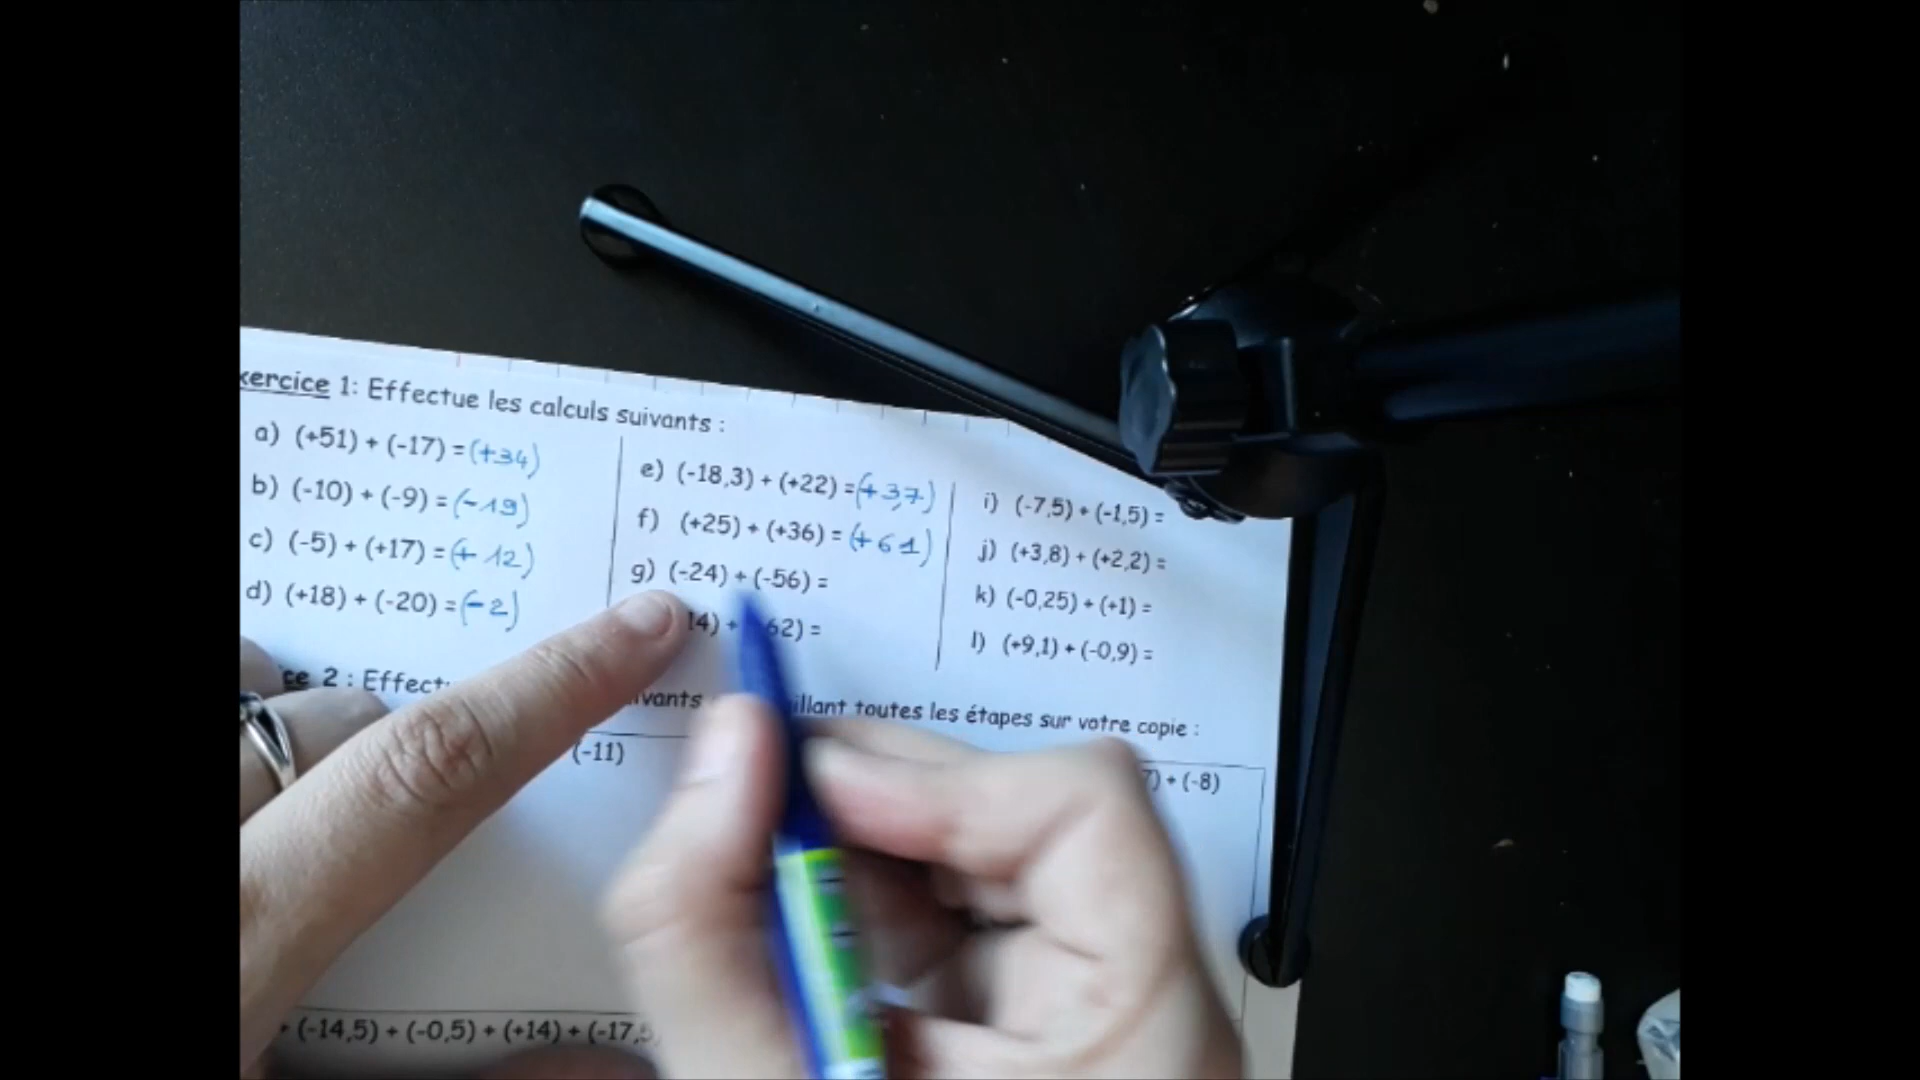 xercice 1: Effectue les calculs suivants :
a) (+51) + (-17) = (+34)
b) (-10) + (-9) = (-19)
c) (-5) + (+17) = (+ 12)
d) (+18) + (-20) = (-2)
e) (-18,3) + (+22) = (+3,7)
f) (+25) + (+36) = (+61)
g) (-24) + (-56) =
14) + 62) =
i) (-7,5) + (-1,5) =
j) (+3,8) + (+2,2) =
k) (-0,25) + (+1) =
l) (+9,1) + (-0,9) =
ce 2 : Effect ivants illant toutes les étapes sur votre copie :
(-11)
7) + (-8)
+ (-14,5) + (-0,5) + (+14) + (-17,5